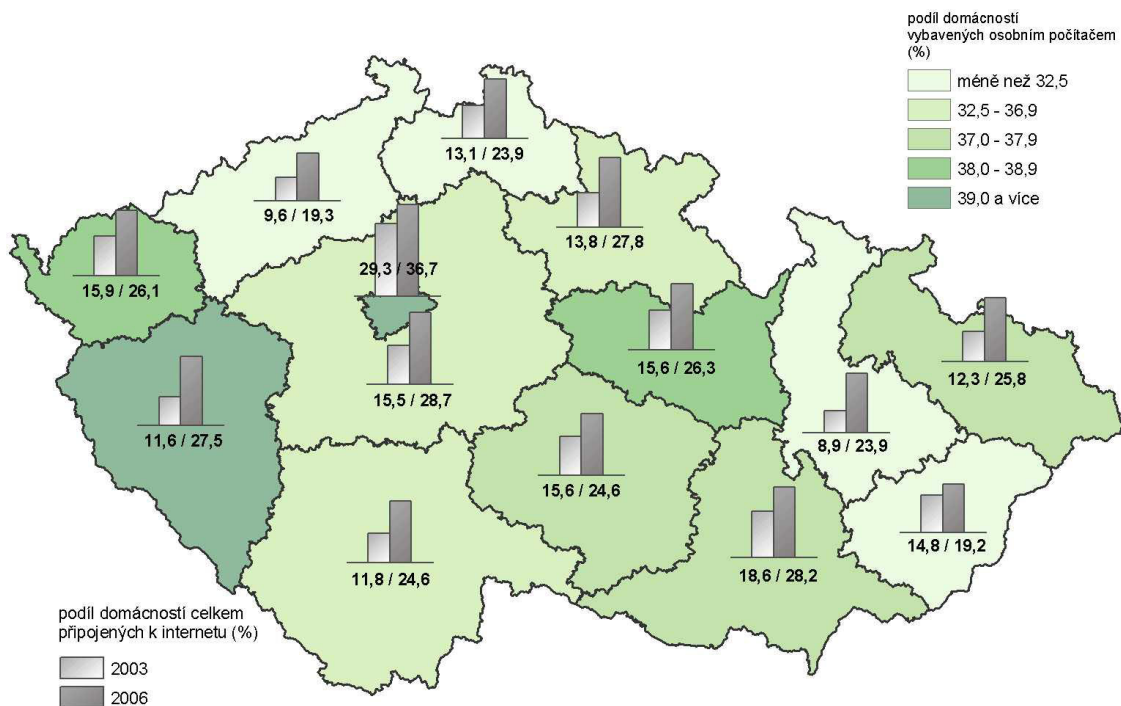 podíl domácností
vybavených osobním počítačem
(%)
méně než 32,5
32,5 - 36,9
37,0 - 37,9
38,0 - 38,9
39,0 a více
13,1 / 23,9
9,6 / 19,3
13,8 / 27,8
29,3 / 36,7
15,9 / 26,1
15,6 / 26,3
12,3 / 25,8
15,5 / 28,7
11,6 / 27,5
8,9 / 23,9
15,6 / 24,6
14,8 / 19,2
11,8 / 24,6
18,6 / 28,2
podíl domácností celkem
připojených k internetu (%)
2003
2006